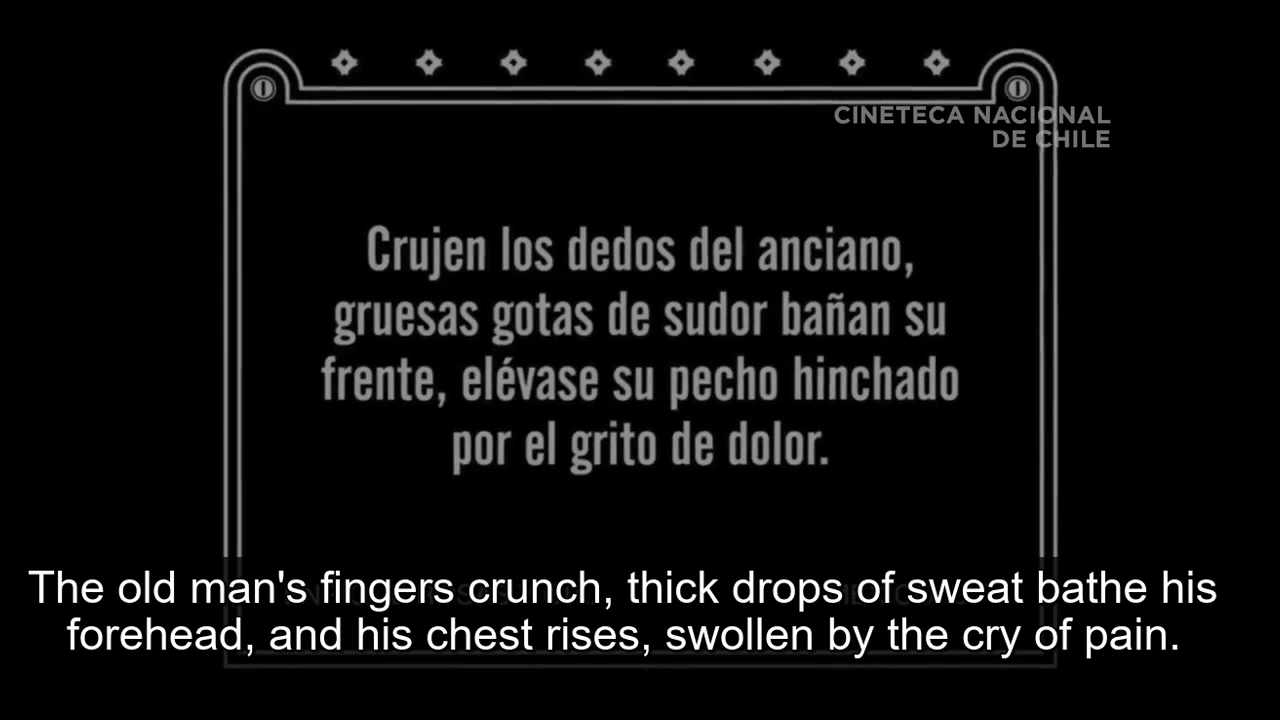 CINETECA NACIONAL
DE CHILE
Crujen los dedos del anciano,
gruesas gotas de sudor bañan su
frente, elévase su pecho hinchado
por el grito de dolor.
The old man's fingers crunch, thick drops of sweat bathe his
forehead, and his chest rises, swollen by the cry of pain.